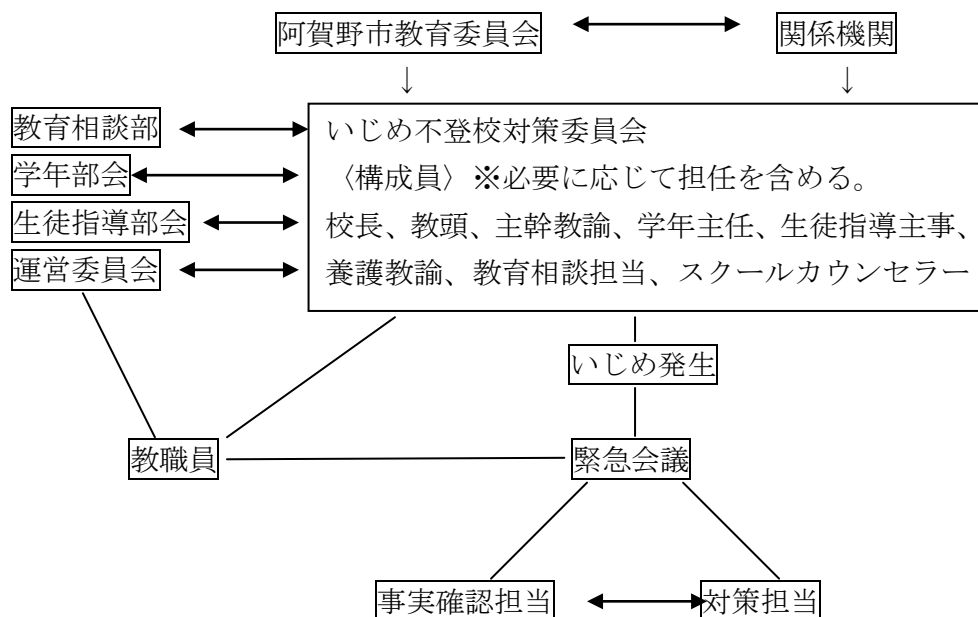 阿賀野市教育委員会
関係機関
↓
↓
教育相談部
学年部会
生徒指導部会
運営委員会
いじめ不登校対策委員会
〈構成員〉※必要に応じて担任を含める。
校長、教頭、主幹教諭、学年主任、生徒指導主事、
養護教諭、教育相談担当、スクールカウンセラー
いじめ発生
教職員
緊急会議
事実確認担当
対策担当